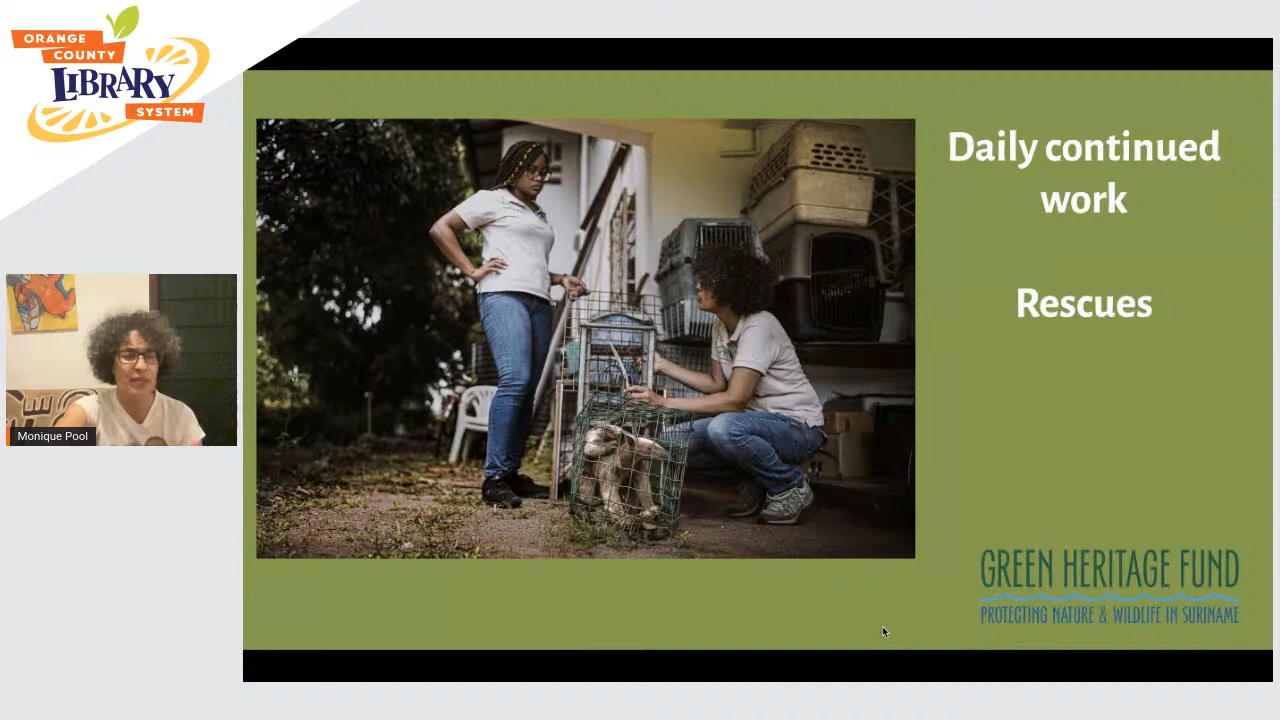 ORANGE
COUNTY
LIBRARY
SYSTEM
Daily continued
work
Rescues
Monique Pool
GREEN HERITAGE FUND
PROTECTING NATURE & WILDLIFE IN SURINAME